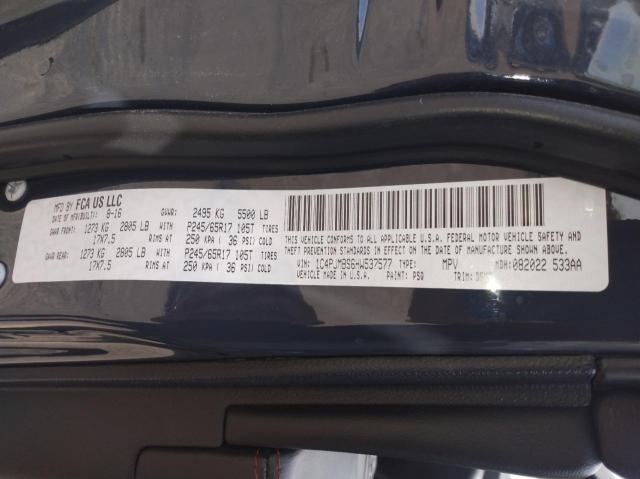 MFD BY FCA US LLC
DATE OF MFR/BUILT: 8-16 GVWR: 2495 KG 5500 LB
FRONT GAWR: 1273 KG 2805 LB P245/65R17 105T TIRES
17X7.5 RIMS AT 250 KPA ( 36 PSI) COLD
REAR GAWR: 1273 KG 2805 LB P245/65R17 105T TIRES
17X7.5 RIMS AT 250 KPA ( 36 PSI) COLD
THIS VEHICLE CONFORMS TO ALL APPLICABLE U.S.A. FEDERAL MOTOR VEHICLE SAFETY AND
THEFT PREVENTION STANDARDS IN EFFECT ON THE DATE OF MANUFACTURE SHOWN ABOVE.
VIN: 1C4PJMBS6HW537577 TYPE: MPV MDH: 082022 533AA
VEHICLE MADE IN U.S.A. PAINT: TRIM: